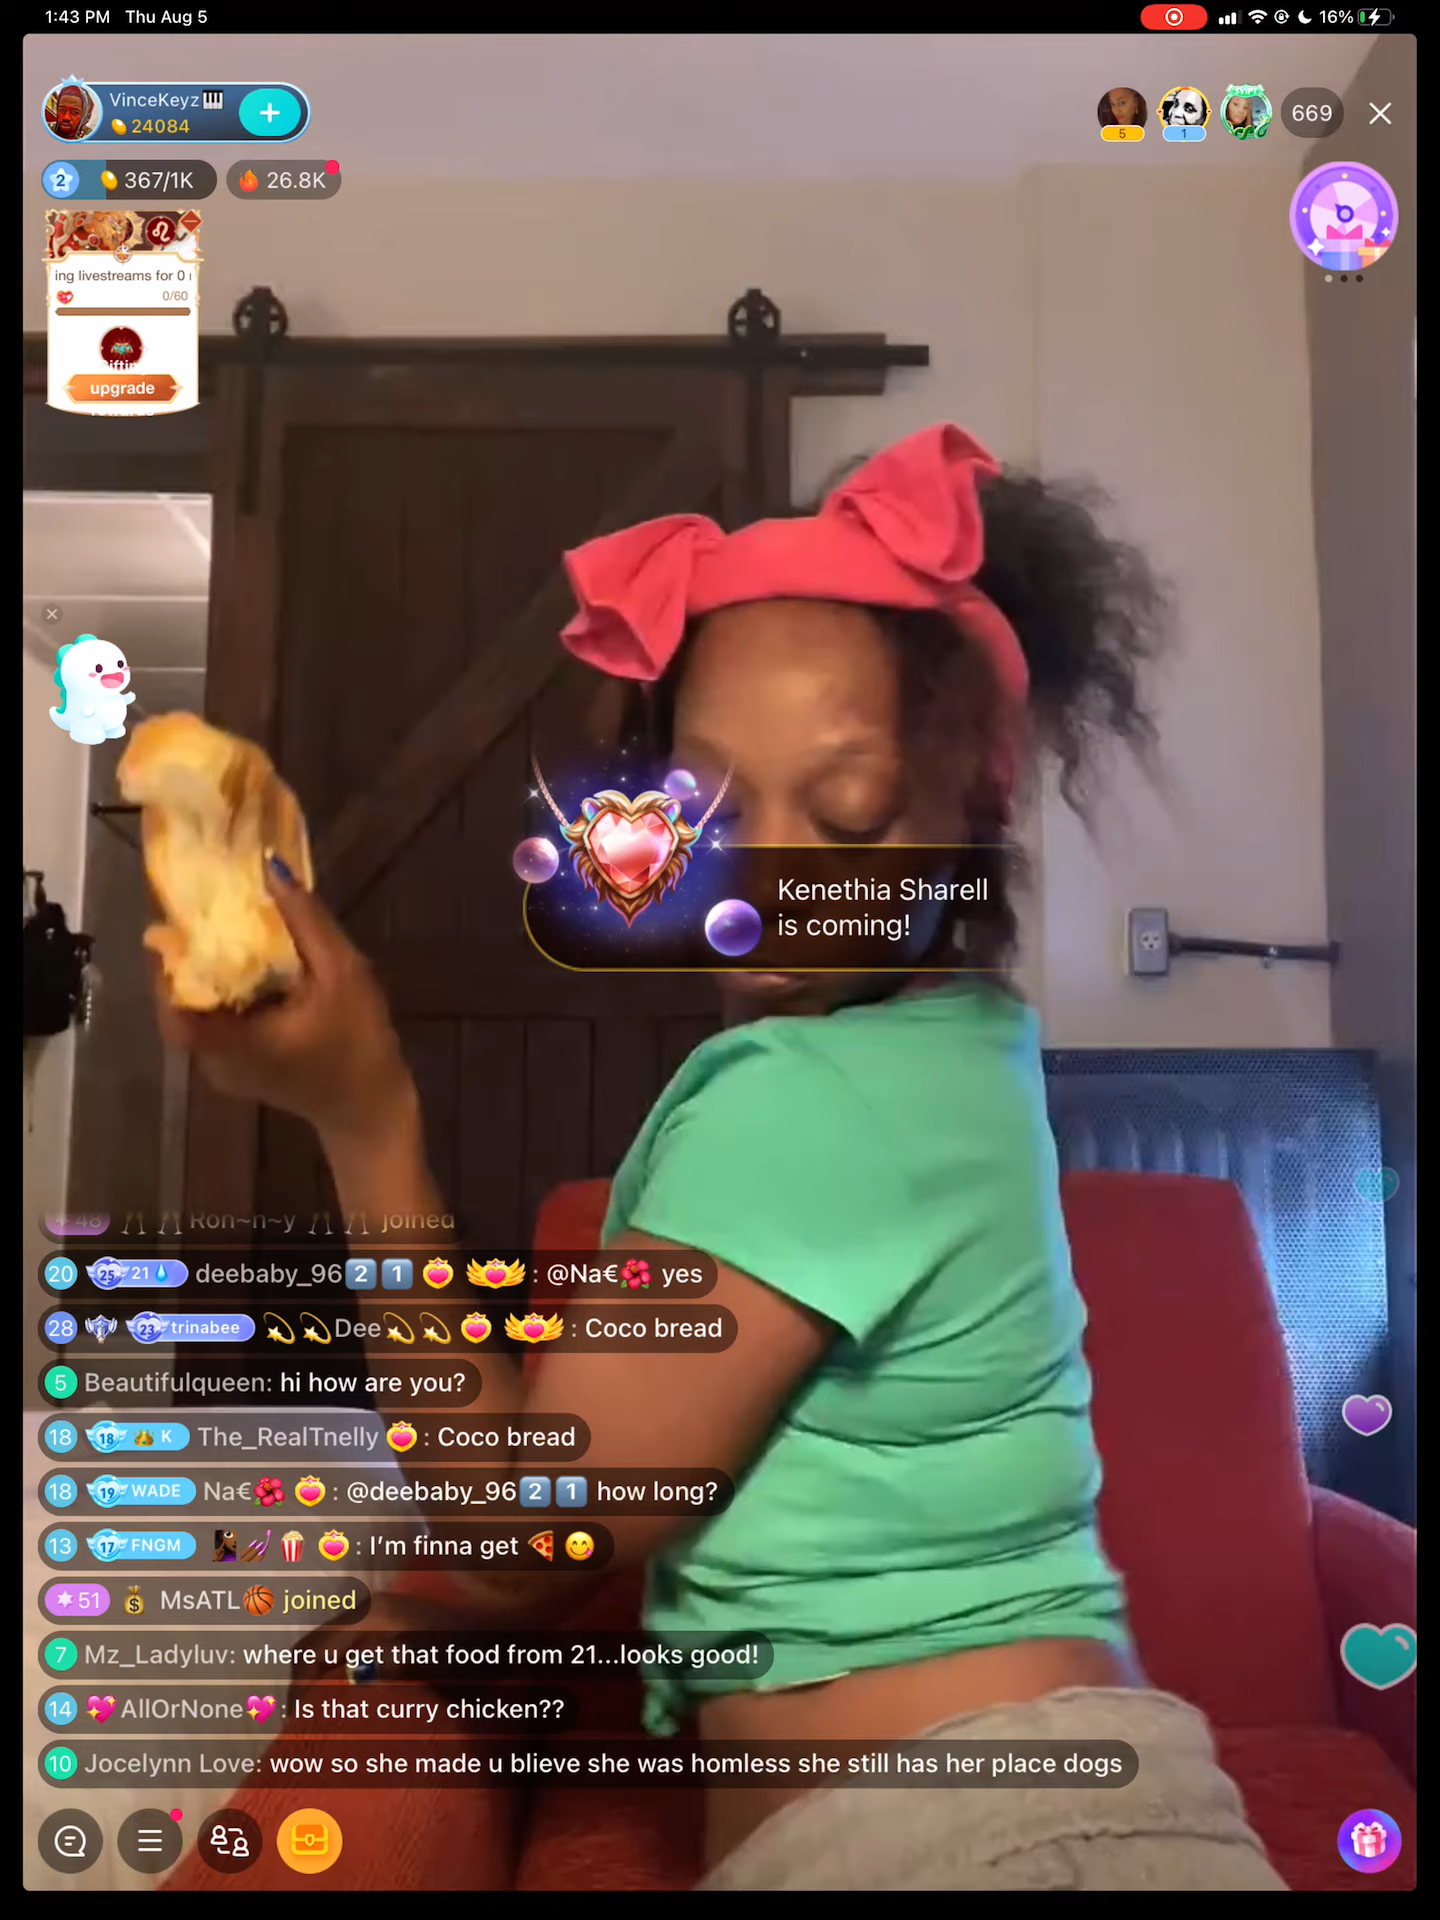 1:43 PM Thu Aug 5
16%
VinceKeyz🎹
24084
5
1
SVIP7
669
2
367/1K
26.8K
ing livestreams for 0
0/60
upgrade
Kenethia Sharell
is coming!
48 Ron~n~y joined
20 25 21💧 deebaby_96 2️⃣ 1️⃣ : @Na€🌺 yes
28 23 trinabee 💫💫Dee💫💫 : Coco bread
5 Beautifulqueen: hi how are you?
18 18 K The_RealTnelly : Coco bread
18 19 WADE Na€🌺 : @deebaby_96 2️⃣ 1️⃣ how long?
13 17 FNGM 💅🏾🍿 : I'm finna get 🍕 😋
51 💰 MsATL🏀 joined
7 Mz_Ladyluv: where u get that food from 21...looks good!
14 💖AllOrNone💖: Is that curry chicken??
10 Jocelynn Love: wow so she made u blieve she was homless she still has her place dogs